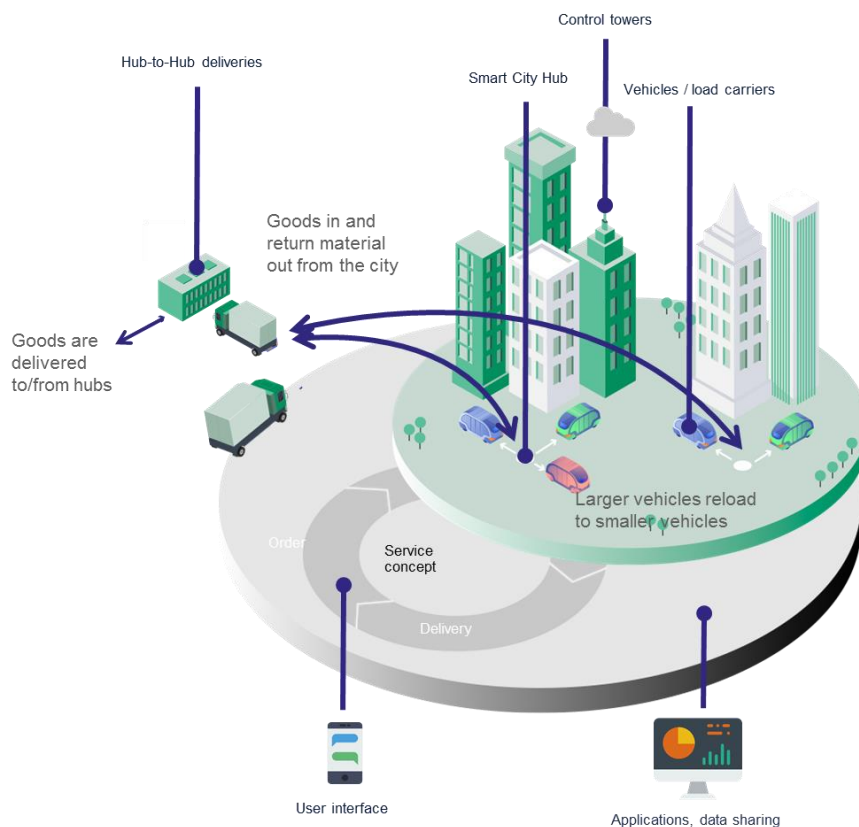 Control towers
Hub-to-Hub deliveries
Smart City Hub
Vehicles / load carriers
Goods in and
return material
out from the city
Goods are
delivered
to/from hubs
Larger vehicles reload
to smaller vehicles
Order
Service
concept
Delivery
User interface
Applications, data sharing